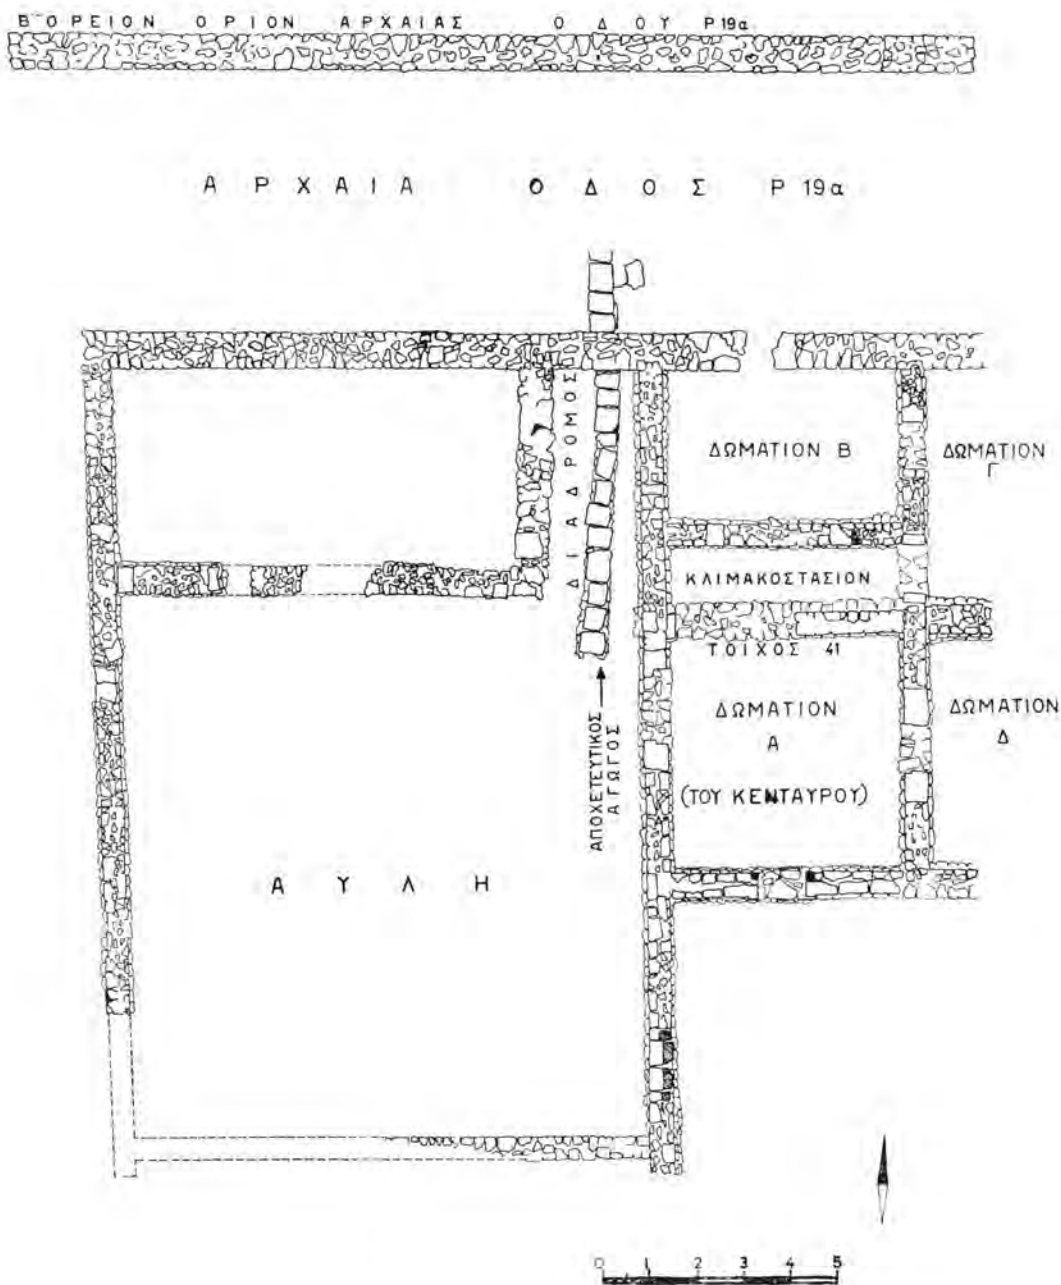 ΒΟΡΕΙΟΝ ΟΡΙΟΝ ΑΡΧΑΙΑΣ ΟΔΟΥ Ρ19α
ΑΡΧΑΙΑ ΟΔΟΣ Ρ19α
ΔΙΑΔΡΟΜΟΣ
ΔΩΜΑΤΙΟΝ Β
ΔΩΜΑΤΙΟΝ
Γ
ΚΛΙΜΑΚΟΣΤΑΣΙΟΝ
ΤΟΙΧΟΣ 41
ΔΩΜΑΤΙΟΝ
Α
(ΤΟΥ ΚΕΝΤΑΥΡΟΥ)
ΔΩΜΑΤΙΟΝ
Δ
ΑΠΟΧΕΤΕΥΤΙΚΟΣ
ΑΓΩΓΟΣ
ΑΥΛΗ
0 1 2 3 4 5